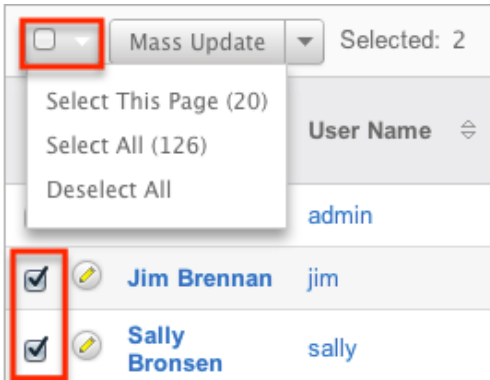 Mass Update
Selected: 2
Select This Page (20)
Select All (126)
Deselect All
User Name
admin
Jim Brennan
jim
Sally
Bronsen
sally